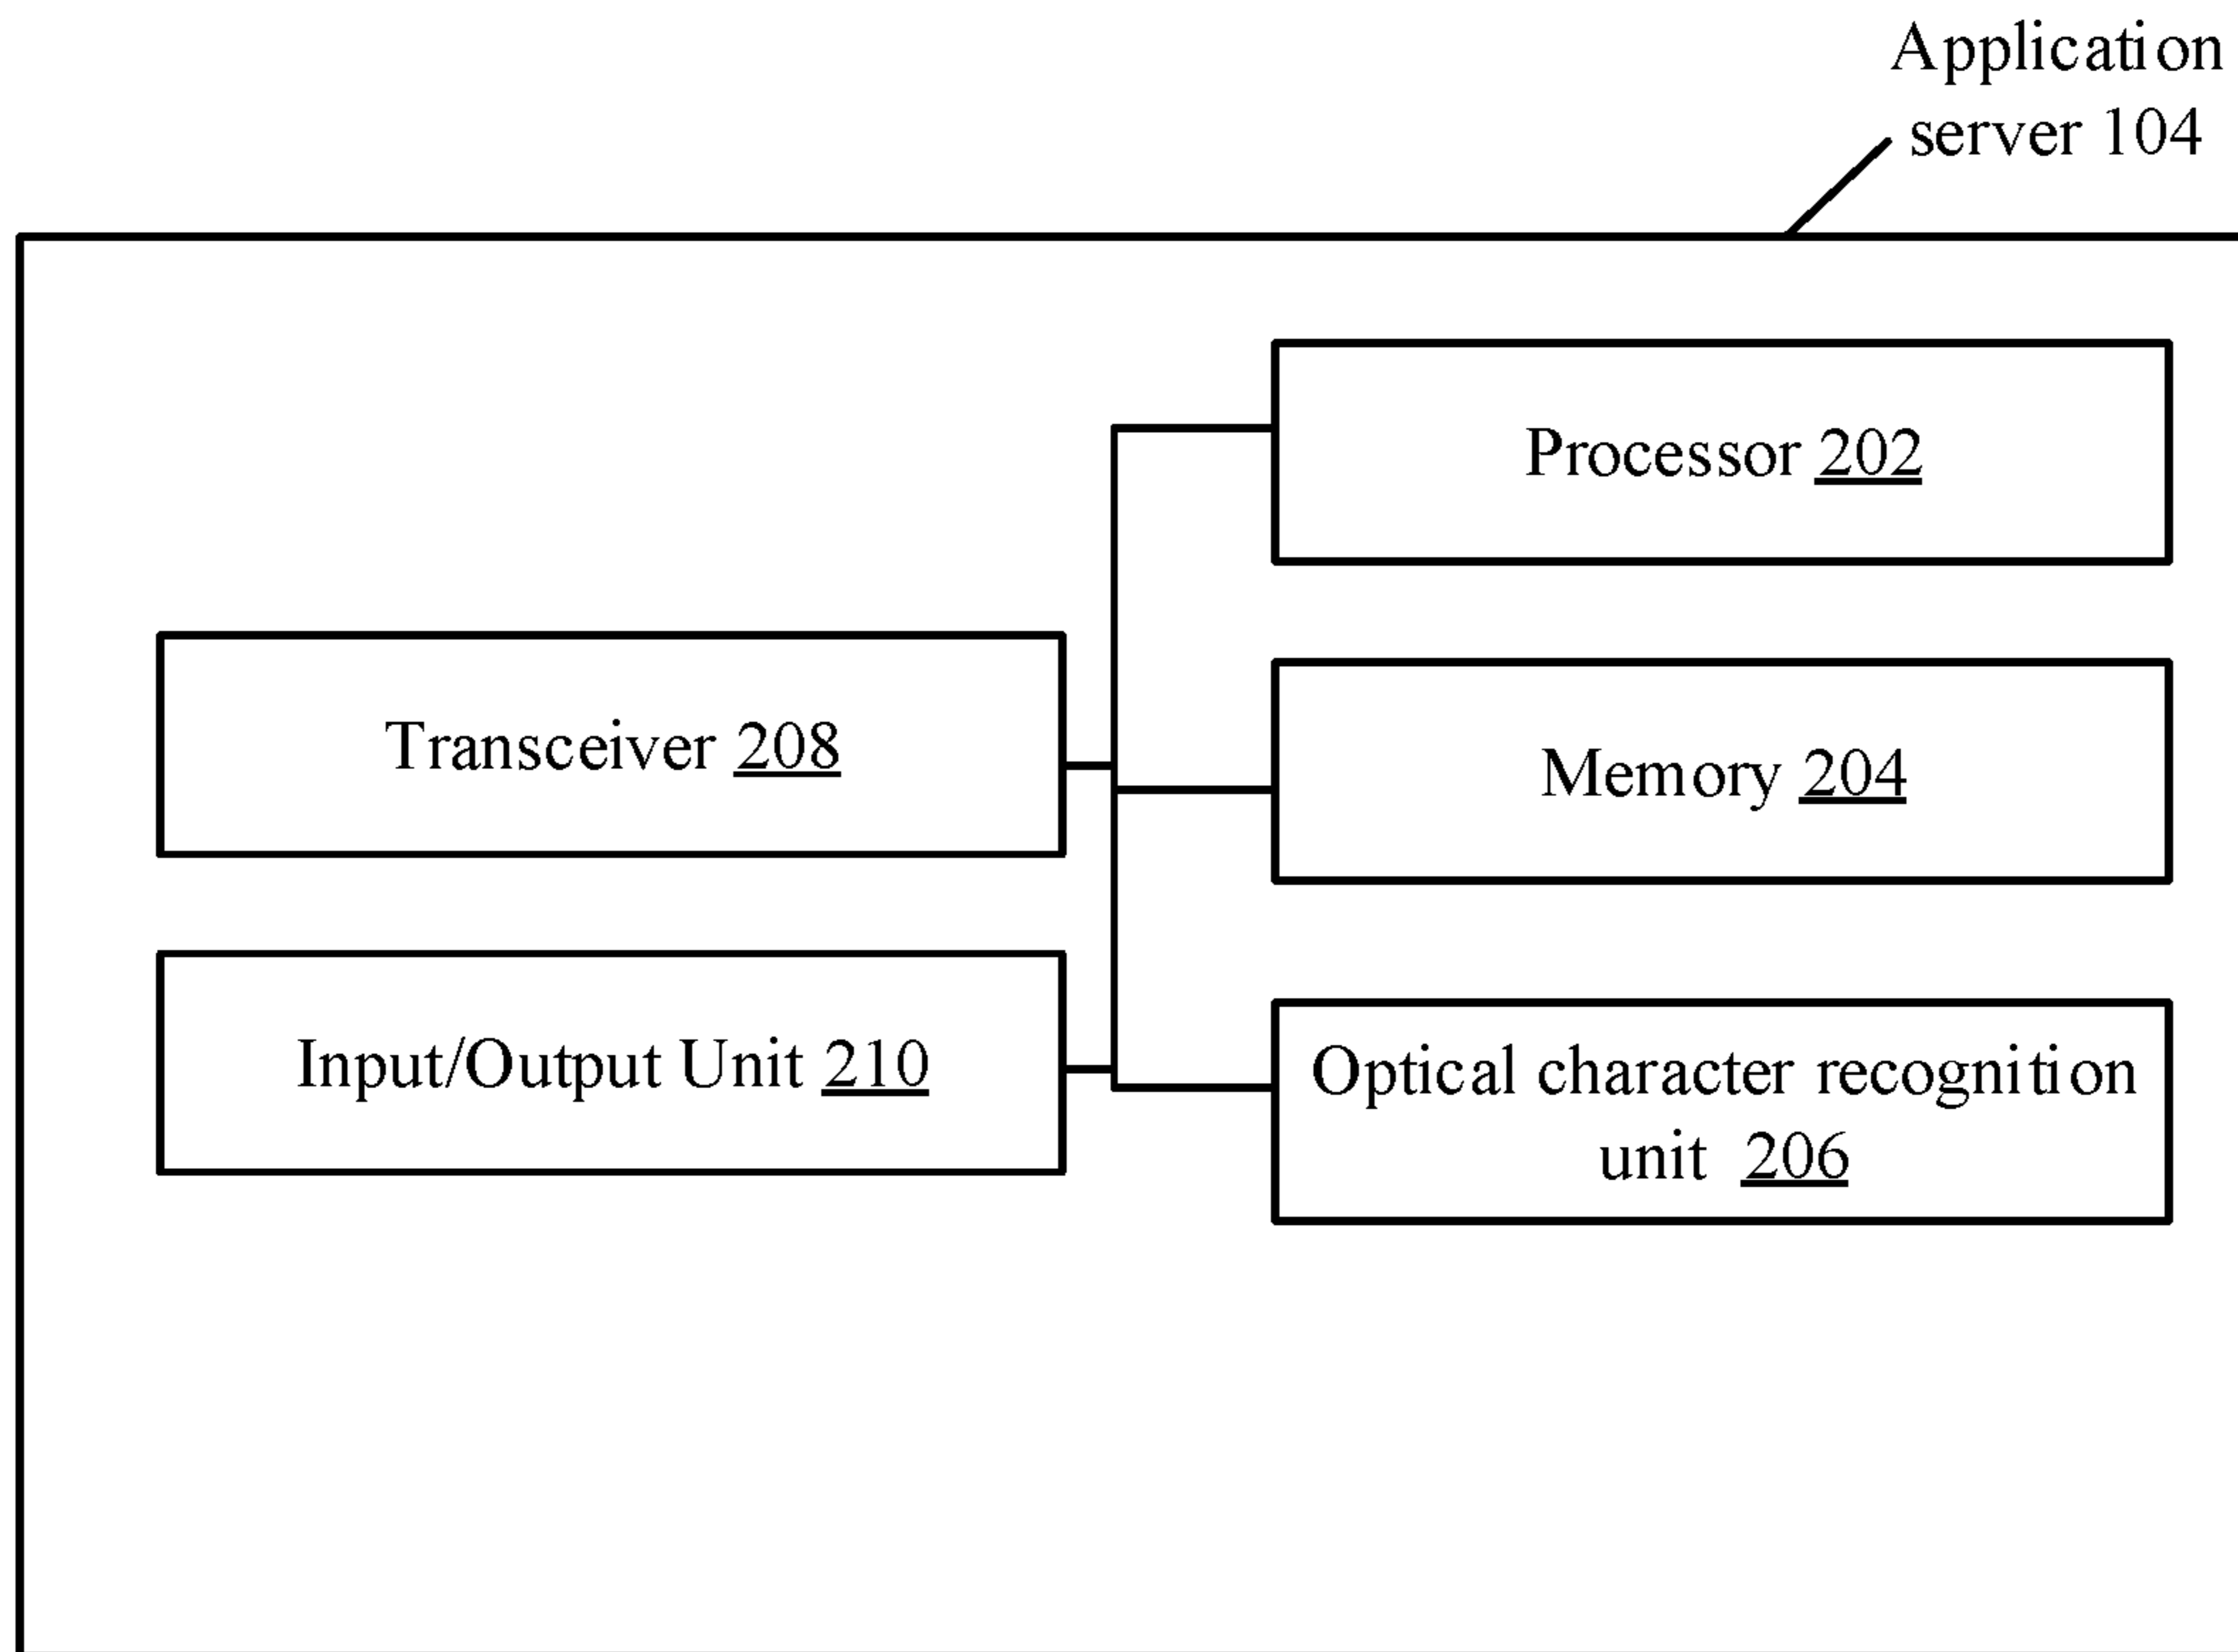 Application
server 104
Processor 202
Transceiver 208
Memory 204
Input/Output Unit 210
Optical character recognition
unit 206